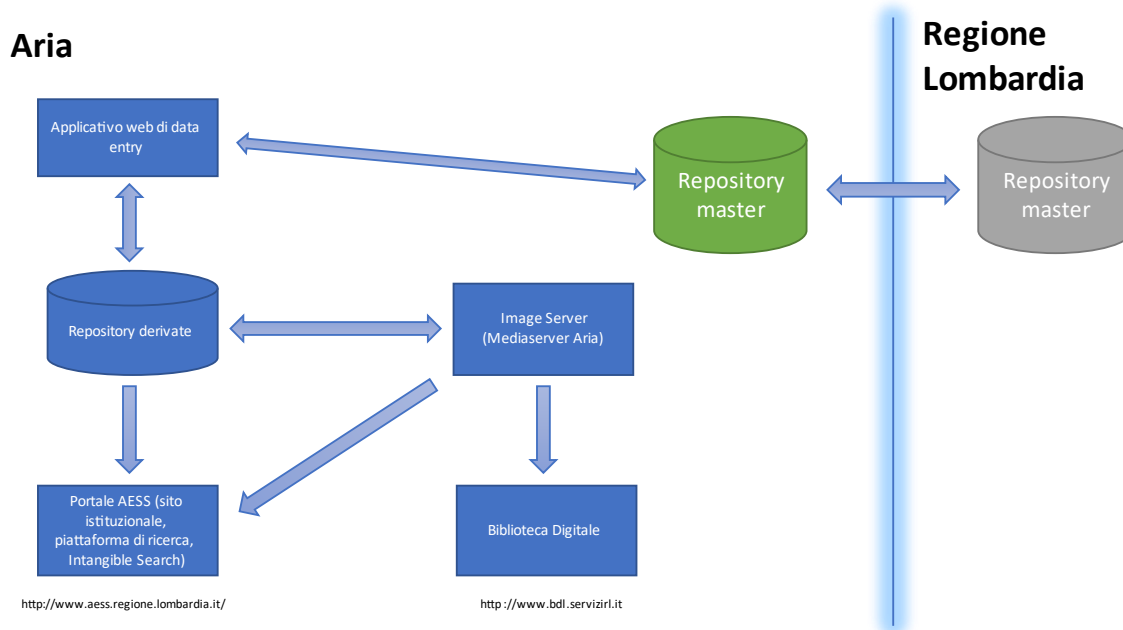 Aria
Regione
Lombardia
Applicativo web di data
entry
Repository
master
Repository
master
Repository derivate
Image Server
(Mediaserver Aria)
Portale AESS (sito
istituzionale,
piattaforma di ricerca,
Intangible Search)
Biblioteca Digitale
http://www.aess.regione.lombardia.it/
http://www.bdl.servizirl.it